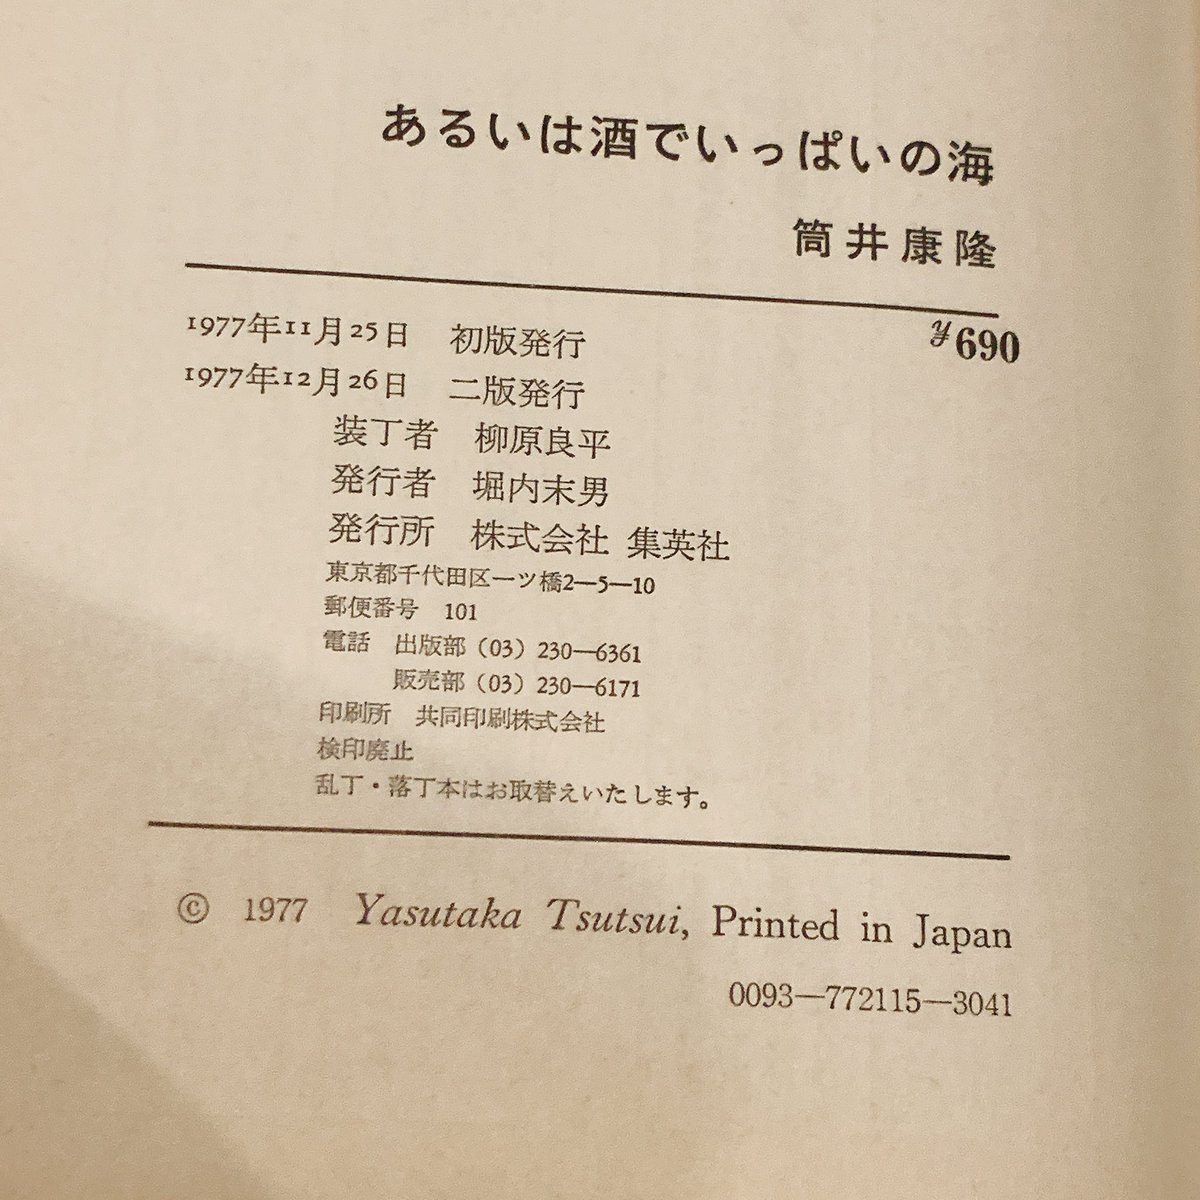 あるいは酒でいっぱいの海
筒井康隆
¥690
1977年11月25日　初版発行
1977年12月26日　二版発行
装丁者　柳原良平
発行者　堀内末男
発行所　株式会社 集英社
東京都千代田区一ツ橋2—5—10
郵便番号　101
電話　出版部（03）230—6361
販売部（03）230—6171
印刷所　共同印刷株式会社
検印廃止
乱丁・落丁本はお取替えいたします。
© 1977 Yasutaka Tsutsui, Printed in Japan
0093—772115—3041